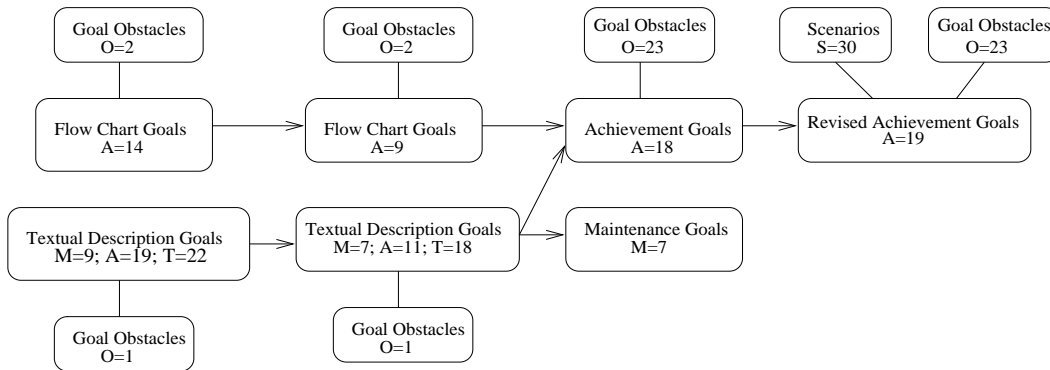 Goal Obstacles
O=2
Goal Obstacles
O=2
Goal Obstacles
O=23
Scenarios
S=30
Goal Obstacles
O=23
Flow Chart Goals
A=14
Flow Chart Goals
A=9
Achievement Goals
A=18
Revised Achievement Goals
A=19
Textual Description Goals
M=9; A=19; T=22
Textual Description Goals
M=7; A=11; T=18
Maintenance Goals
M=7
Goal Obstacles
O=1
Goal Obstacles
O=1